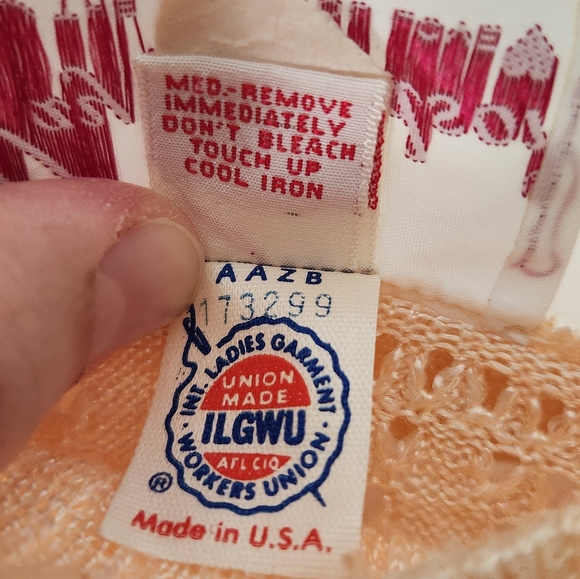 MED.-REMOVE
IMMEDIATELY
DON'T BLEACH
TOUCH UP
COOL IRON
AAZB
173299
INT. LADIES GARMENT
WORKERS UNION
UNION
MADE
ILGWU
AFL CIO
®
Made in U.S.A.